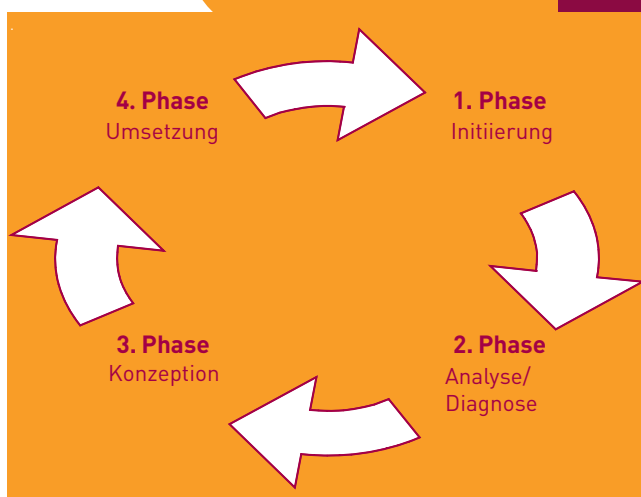 4. Phase
Umsetzung
1. Phase
Initiierung
3. Phase
Konzeption
2. Phase
Analyse/
Diagnose